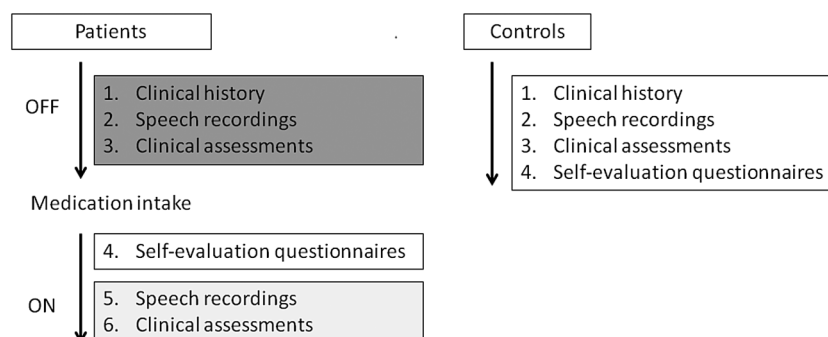 Patients
OFF
1. Clinical history
2. Speech recordings
3. Clinical assessments
Medication intake
4. Self-evaluation questionnaires
ON
5. Speech recordings
6. Clinical assessments
Controls
1. Clinical history
2. Speech recordings
3. Clinical assessments
4. Self-evaluation questionnaires